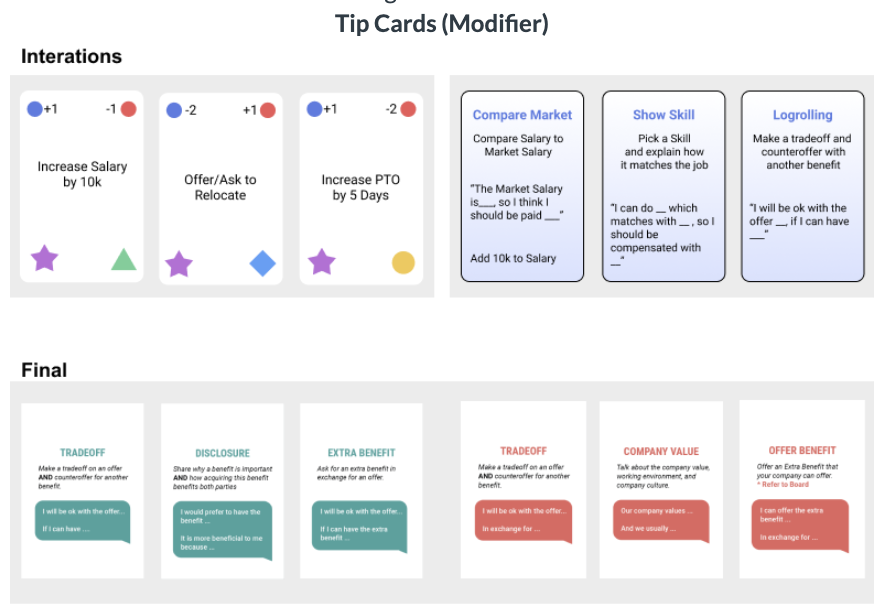 Tip Cards (Modifier)
Interations
+1
-1
Increase Salary
by 10k
-2
+1
Offer/Ask to
Relocate
+1
-2
Increase PTO
by 5 Days
Compare Market
Compare Salary to
Market Salary
"The Market Salary
is___, so I think I
should be paid ___"
Add 10k to Salary
Show Skill
Pick a Skill
and explain how
it matches the job
"I can do __ which
matches with __ , so I
should be
compensated with
__"
Logrolling
Make a tradeoff and
counteroffer with
another benefit
"I will be ok with the
offer __, if I can have
___"
Final
TRADEOFF
Make a tradeoff on an offer
AND counteroffer for another
benefit.
I will be ok with the offer...
If I can have ....
DISCLOSURE
Share why a benefit is important
AND how acquiring this benefit
benefits both parties
I would prefer to have the
benefit ...
It is more beneficial to me
because ...
EXTRA BENEFIT
Ask for an extra benefit in
exchange for an offer.
I will be ok with the offer...
If I can have the extra
benefit ...
TRADEOFF
Make a tradeoff on an offer
AND counteroffer for another
benefit.
I will be ok with the offer...
In exchange for ...
COMPANY VALUE
Talk about the company value,
working environment, and
company culture.
Our company values ...
And we usually ...
OFFER BENEFIT
Offer an Extra Benefit that
your company can offer.
* Refer to Board
I can offer the extra
benefit ...
In exchange for ...